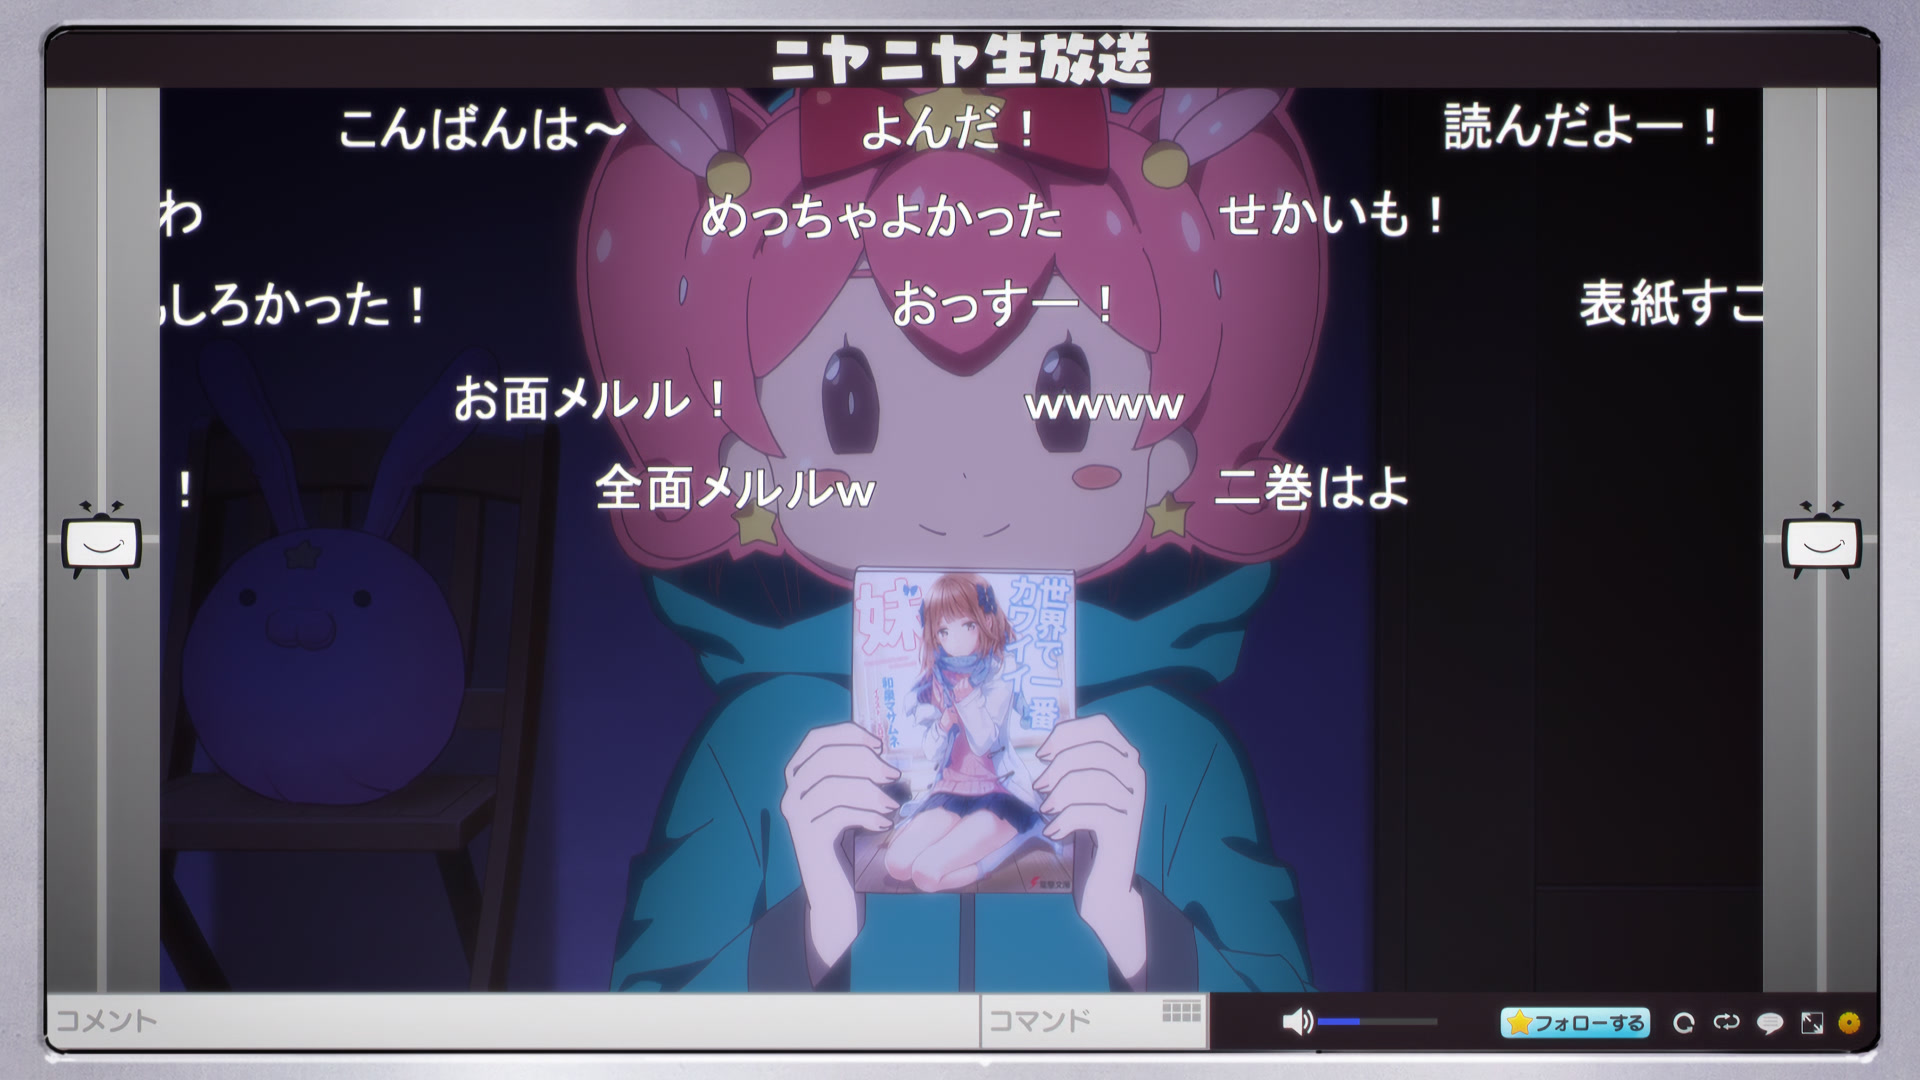 ニヤニヤ生放送
こんばんは～
よんだ！
読んだよー！
わ
めっちゃよかった
せかいも！
しろかった！
おっすー！
表紙すご
お面メルル！
wwww
！
全面メルルw
二巻はよ
世界で一番
カワイイ
妹
和泉マサムネ
電撃文庫
コメント
コマンド
フォローする